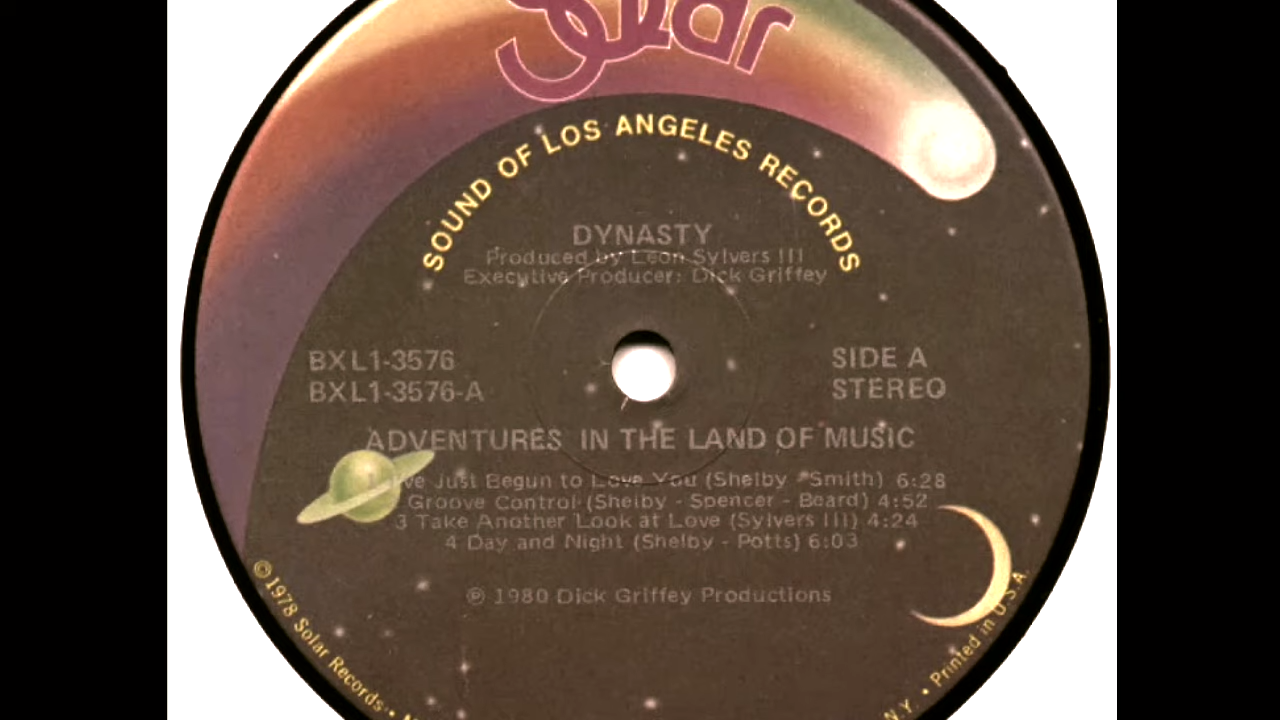 Solar
SOUND OF LOS ANGELES RECORDS
DYNASTY
Produced by Leon Sylvers III
Executive Producer: Dick Griffey
BXL1-3576
BXL1-3576-A
SIDE A
STEREO
ADVENTURES IN THE LAND OF MUSIC
1 I've Just Begun to Love You (Shelby - Smith) 6:28
Groove Control (Shelby - Spencer - Beard) 4:52
3 Take Another Look at Love (Sylvers III) 4:24
4 Day and Night (Shelby - Potts) 6:03
℗ 1980 Dick Griffey Productions
© 1978 Solar Records •
N.Y. • Printed in U.S.A.